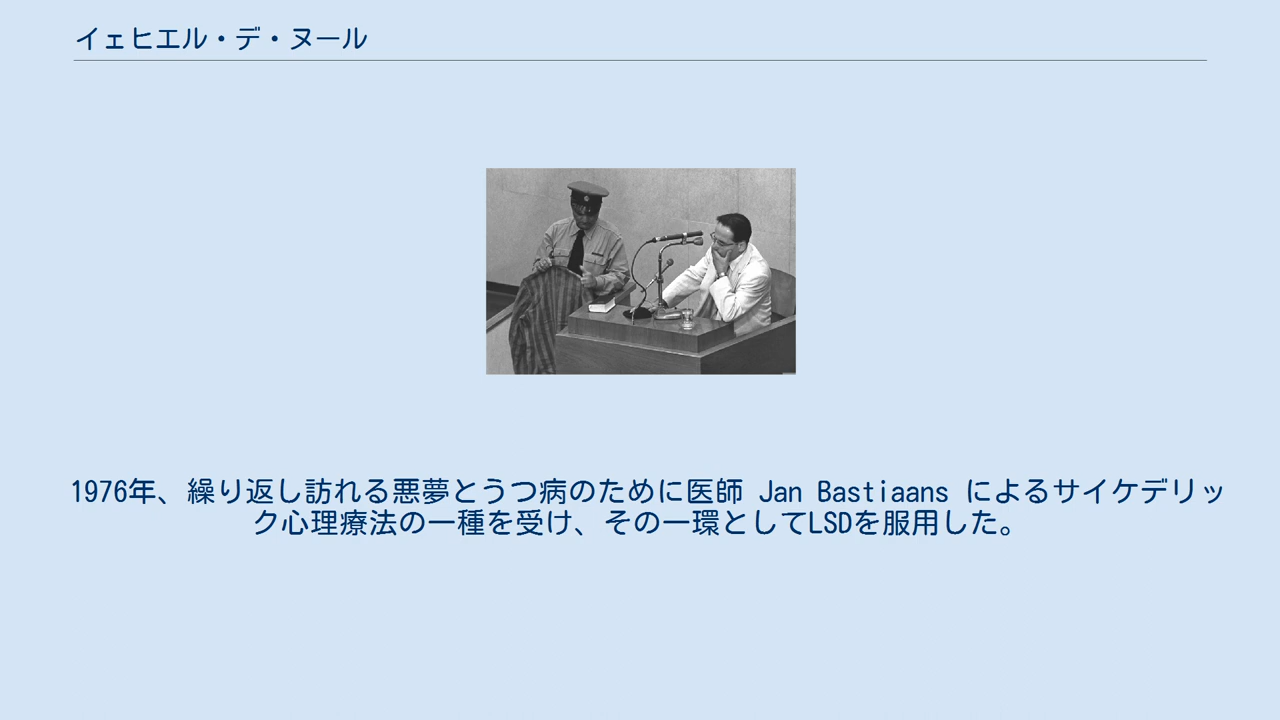 イェヒエル・デ・ヌール
1976年、繰り返し訪れる悪夢とうつ病のために医師 Jan Bastiaans によるサイケデリッ
ク心理療法の一種を受け、その一環としてLSDを服用した。